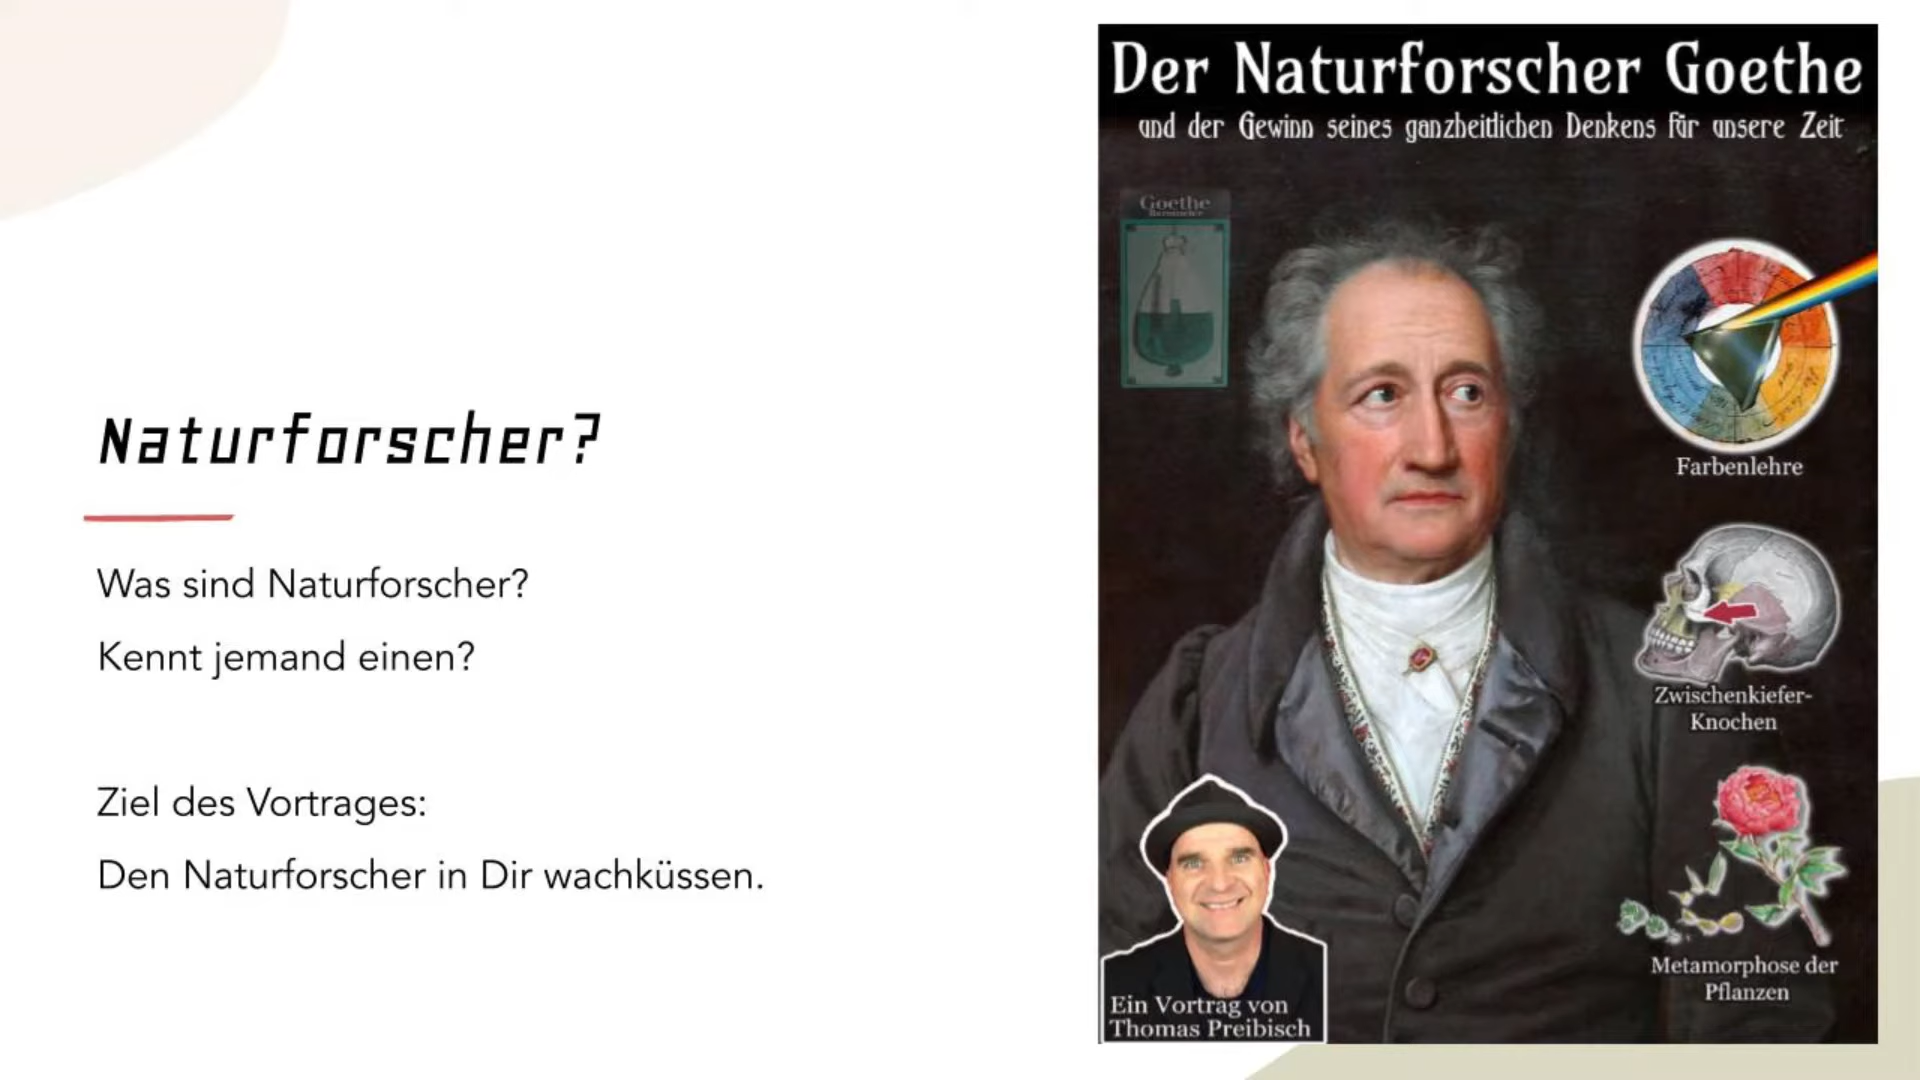 Naturforscher?
Was sind Naturforscher?
Kennt jemand einen?
Ziel des Vortrages:
Den Naturforscher in Dir wachküssen.
Der Naturforscher Goethe
und der Gewinn seines ganzheitlichen Denkens für unsere Zeit
Goethe
Barometer
Farbenlehre
Zwischenkiefer-
Knochen
Metamorphose der
Pflanzen
Ein Vortrag von
Thomas Preibisch